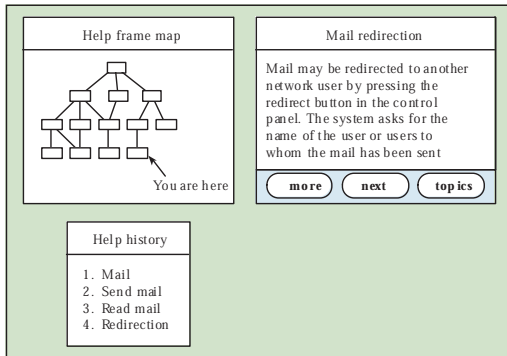 Help frame map
You are here
Mail redirection
Mail may be redirected to another
network user by pressing the
redirect button in the control
panel. The system asks for the
name of the user or users to
whom the mail has been sent
more next topics
Help history
1. Mail
2. Send mail
3. Read mail
4. Redirection